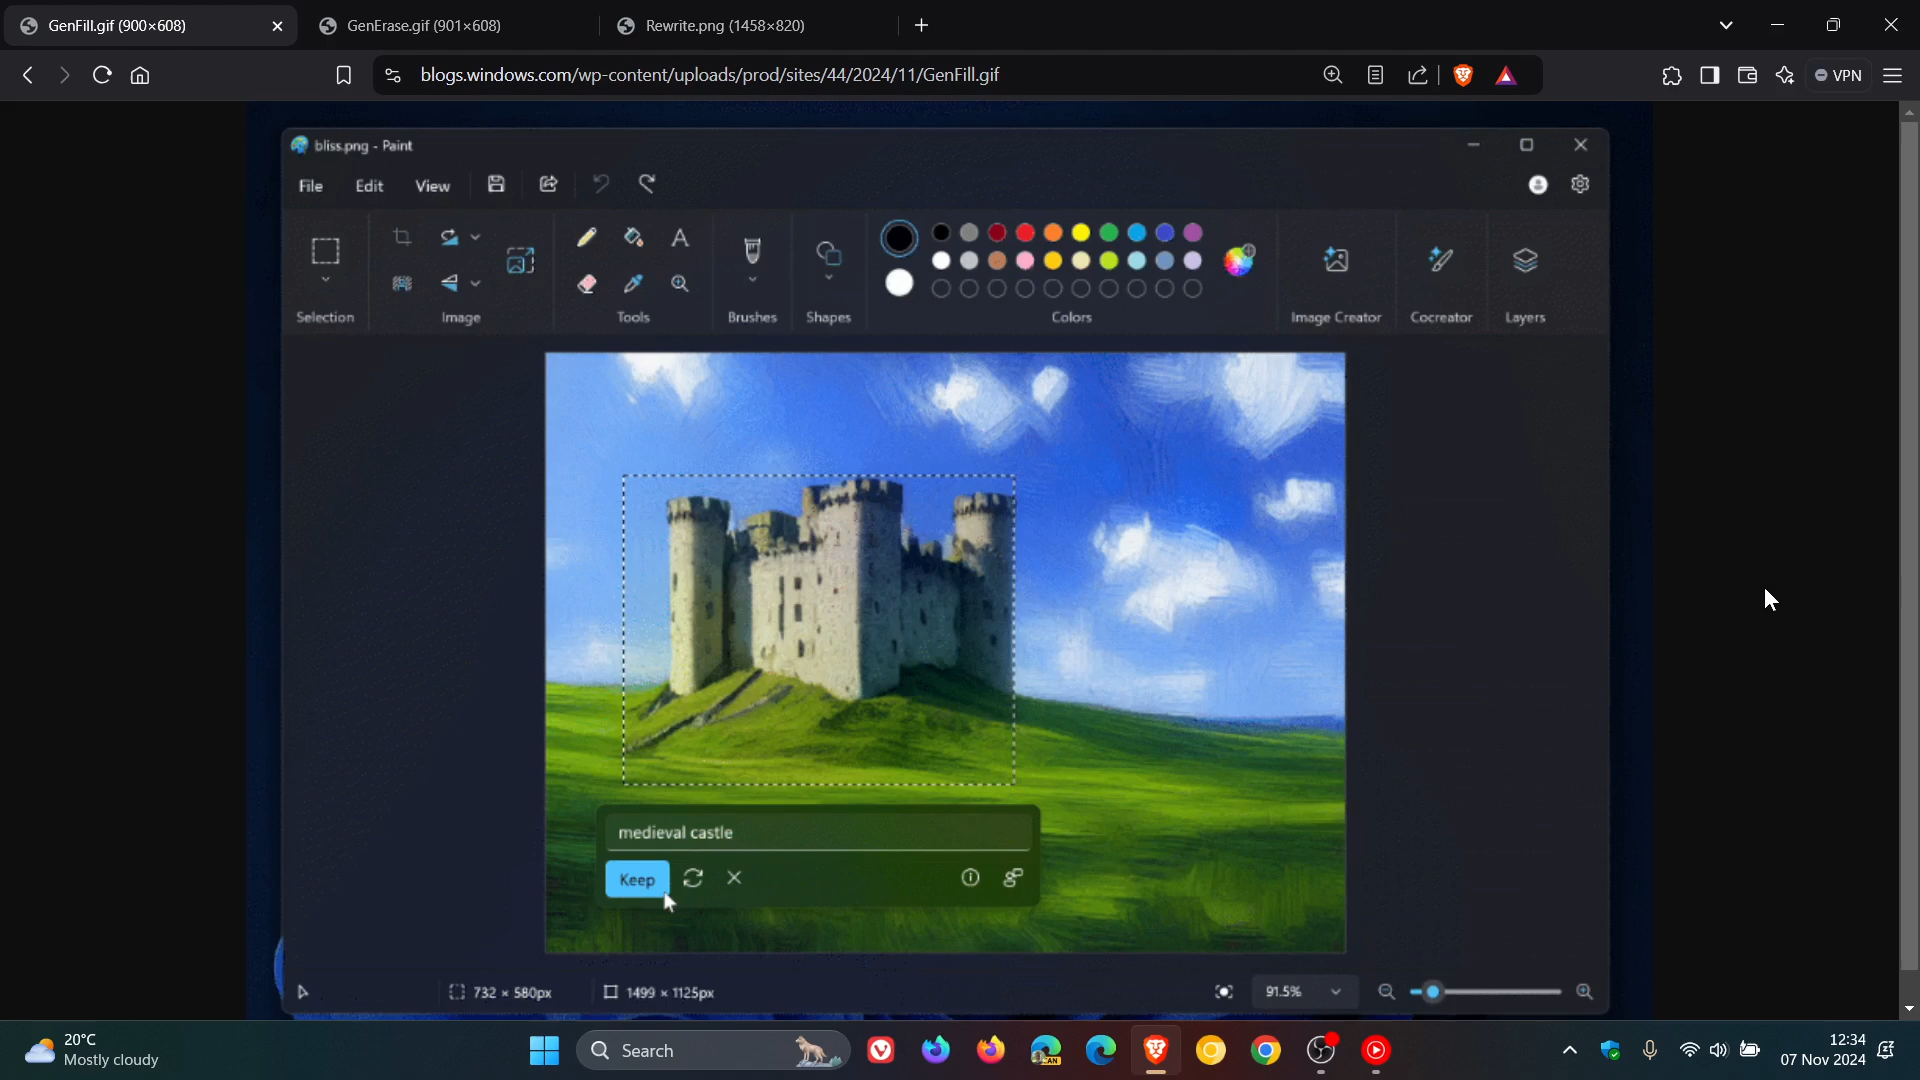 GenFill.gif (900×608)
GenErase.gif (901×608)
Rewrite.png (1458×820)
blogs.windows.com/wp-content/uploads/prod/sites/44/2024/11/GenFill.gif
VPN
bliss.png - Paint
File Edit View
Selection Image Tools Brushes Shapes Colors Image Creator Cocreator Layers
medieval castle
Keep
732 × 580px
1499 × 1125px
91.5%
20°C
Mostly cloudy
Search
CAN
12:34
07 Nov 2024